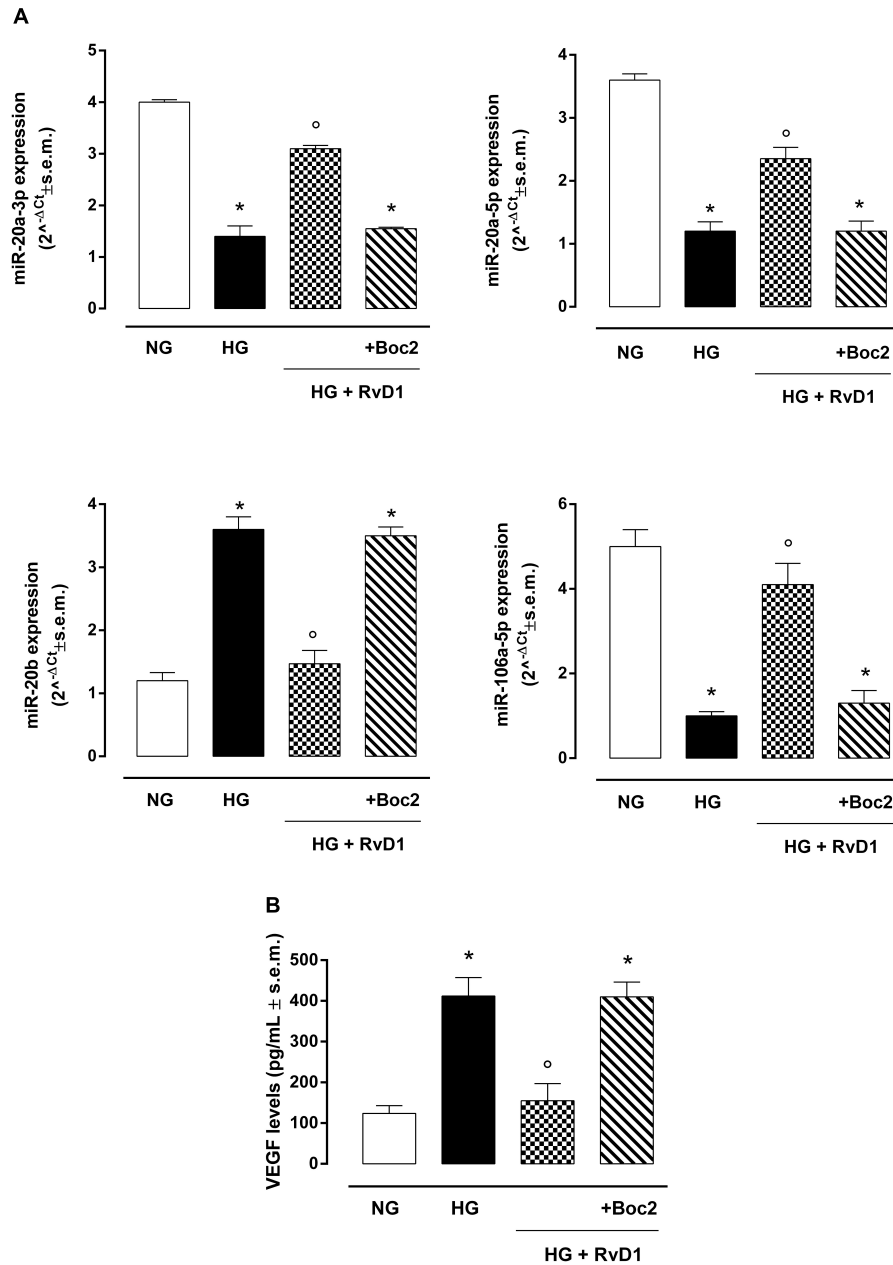 A
miR-20a-3p expression
(2^-ΔCt ± s.e.m.)
5
4
3
2
1
0
*
°
*
NG
HG
+Boc2
HG + RvD1
miR-20a-5p expression
(2^-ΔCt ± s.e.m.)
4
3
2
1
0
*
°
*
NG
HG
+Boc2
HG + RvD1
miR-20b expression
(2^-ΔCt ± s.e.m.)
4
3
2
1
0
*
°
*
NG
HG
+Boc2
HG + RvD1
miR-106a-5p expression
(2^-ΔCt ± s.e.m.)
6
4
2
0
*
°
*
NG
HG
+Boc2
HG + RvD1
B
VEGF levels (pg/mL ± s.e.m.)
500
400
300
200
100
0
*
°
*
NG
HG
+Boc2
HG + RvD1